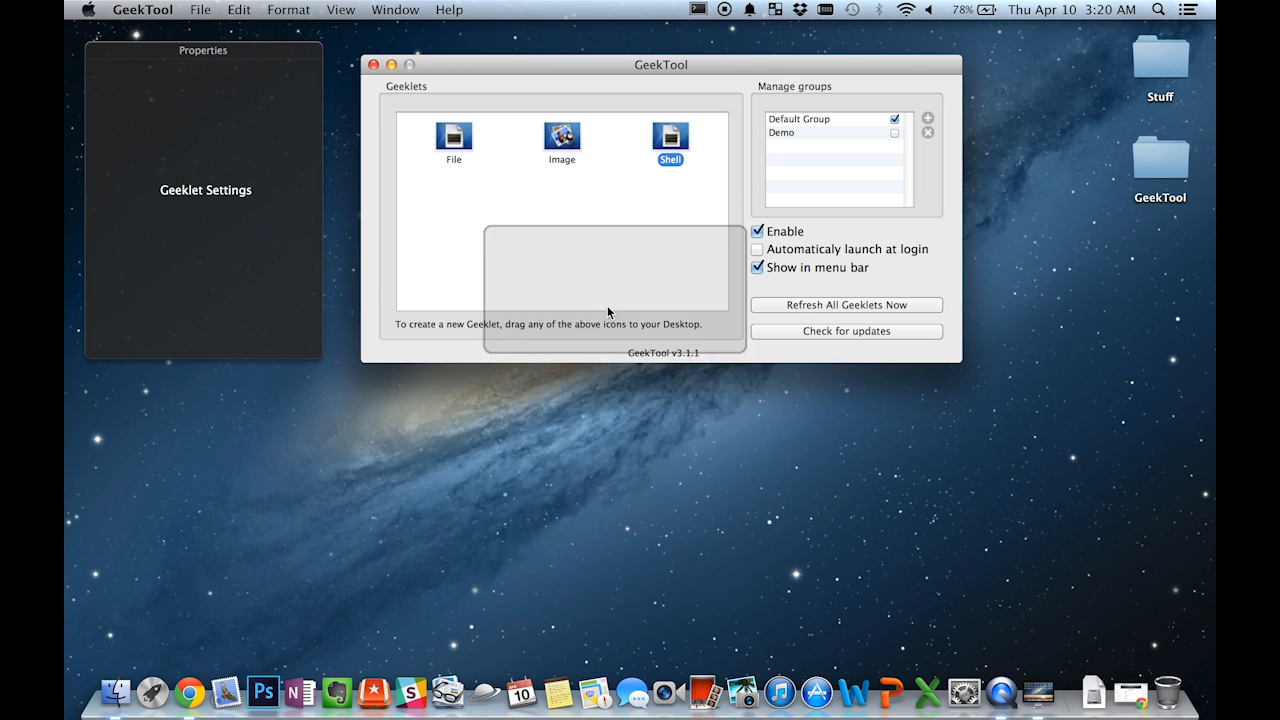 GeekTool File Edit Format View Window Help
78% Thu Apr 10 3:20 AM
Properties
Geeklet Settings
GeekTool
Geeklets
File Image Shell
To create a new Geeklet, drag any of the above icons to your Desktop.
GeekTool v3.1.1
Manage groups
Default Group
Demo
Enable
Automaticaly launch at login
Show in menu bar
Refresh All Geeklets Now
Check for updates
Stuff
GeekTool
Ps
10